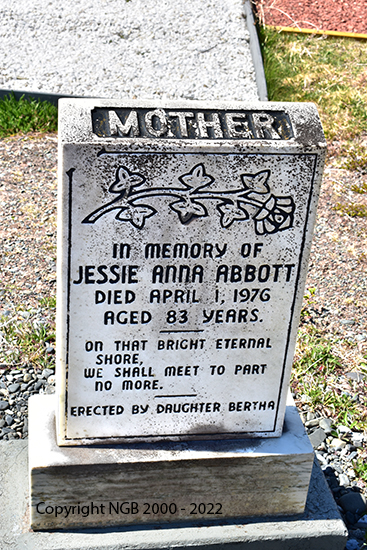 MOTHER
IN MEMORY OF
JESSIE ANNA ABBOTT
DIED APRIL 1, 1976
AGED 83 YEARS.
ON THAT BRIGHT ETERNAL
SHORE,
WE SHALL MEET TO PART
NO MORE.
ERECTED BY DAUGHTER BERTHA
Copyright NGB 2000 - 2022